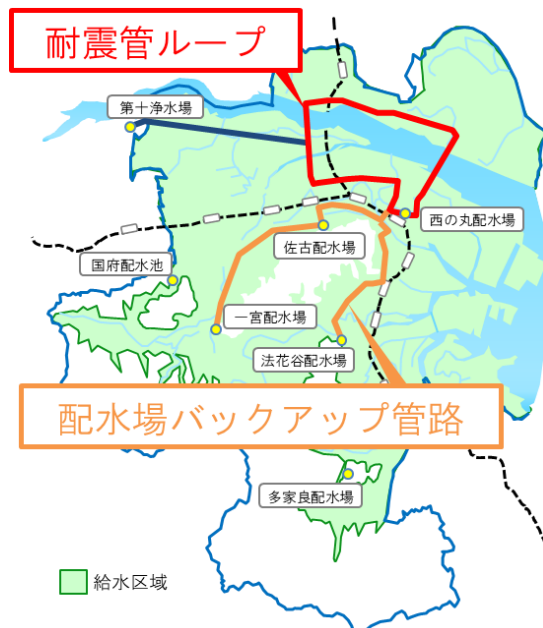 耐震管ループ
第十浄水場
西の丸配水場
佐古配水場
国府配水池
一宮配水場
法花谷配水場
配水場バックアップ管路
多家良配水場
給水区域